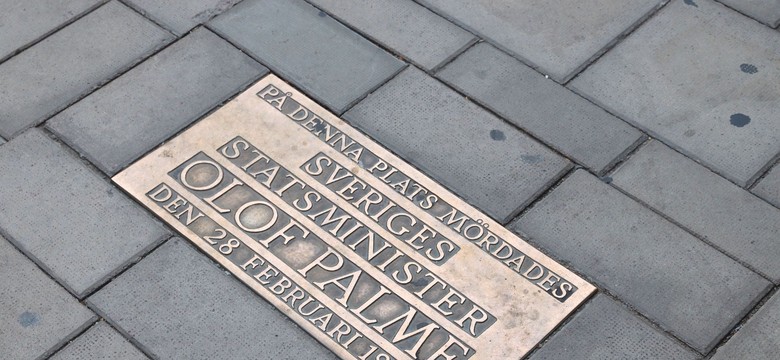 PÅ DENNA PLATS MÖRDADES
SVERIGES
STATSMINISTER
OLOF PALME
DEN 28 FEBRUARI